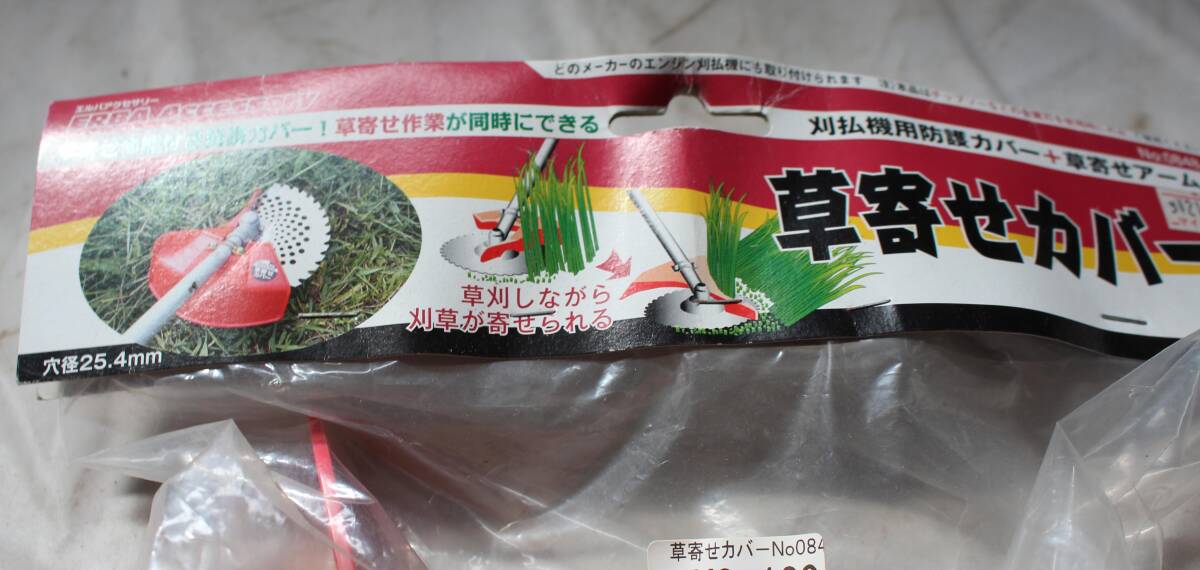 どのメーカーのエンジン刈払機にも取り付けられます
エルバアクセサリー
ERBA ACCESSORY
カバー！草寄せ作業が同時にできる
刈払機用防護カバー＋草寄せアーム
No.084
草寄せカバー
草刈しながら
刈草が寄せられる
穴径25.4mm
草寄せカバーNo084